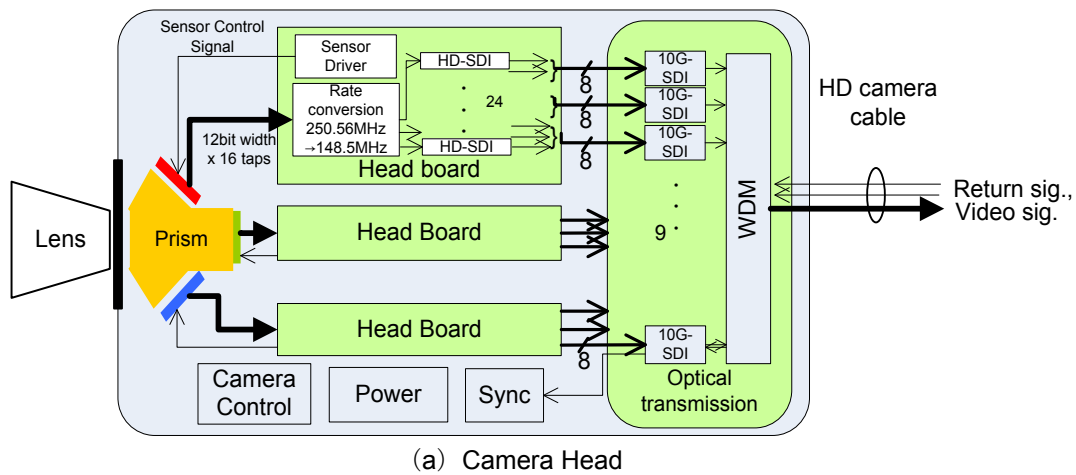 Sensor Control
Signal
Sensor
Driver
Rate
conversion
250.56MHz
→148.5MHz
HD-SDI
24
HD-SDI
Head board
12bit width
x 16 taps
8
8
8
10G-
SDI
10G-
SDI
10G-
SDI
9
WDM
HD camera
cable
Return sig.,
Video sig.
Lens
Prism
Head Board
Head Board
8
10G-
SDI
Optical
transmission
Camera
Control
Power
Sync
(a) Camera Head